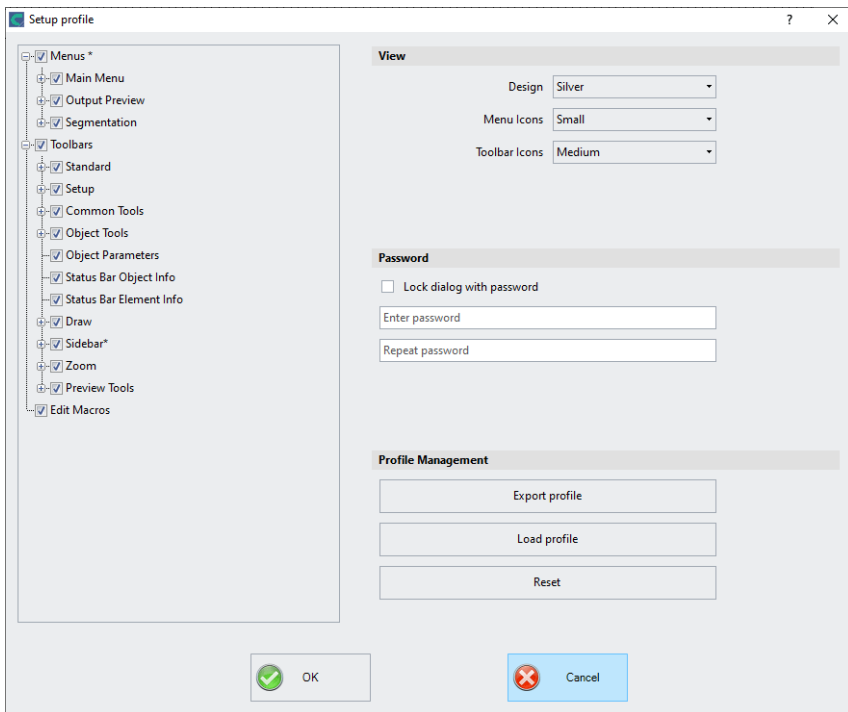 Setup profile
?
Menus *
Main Menu
Output Preview
Segmentation
Toolbars
Standard
Setup
Common Tools
Object Tools
Object Parameters
Status Bar Object Info
Status Bar Element Info
Draw
Sidebar*
Zoom
Preview Tools
Edit Macros
View
Design Silver
Menu Icons Small
Toolbar Icons Medium
Password
Lock dialog with password
Enter password
Repeat password
Profile Management
Export profile
Load profile
Reset
OK
Cancel